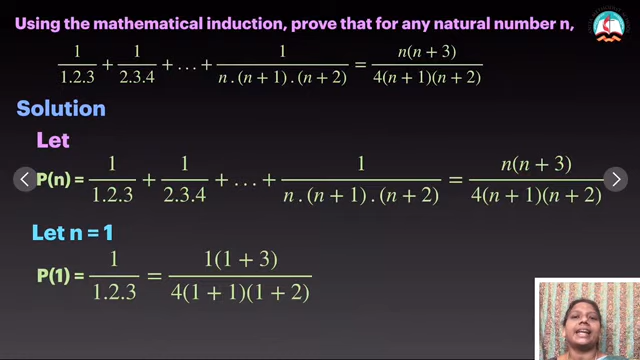 Using the mathematical induction, prove that for any natural number n,
1/1.2.3 + 1/2.3.4 + … + 1/n . (n + 1) . (n + 2) = n(n + 3)/4(n + 1)(n + 2)
Solution
Let
P(n) = 1/1.2.3 + 1/2.3.4 + … + 1/n . (n + 1) . (n + 2) = n(n + 3)/4(n + 1)(n + 2)
Let n = 1
P(1) = 1/1.2.3 = 1(1 + 3)/4(1 + 1)(1 + 2)